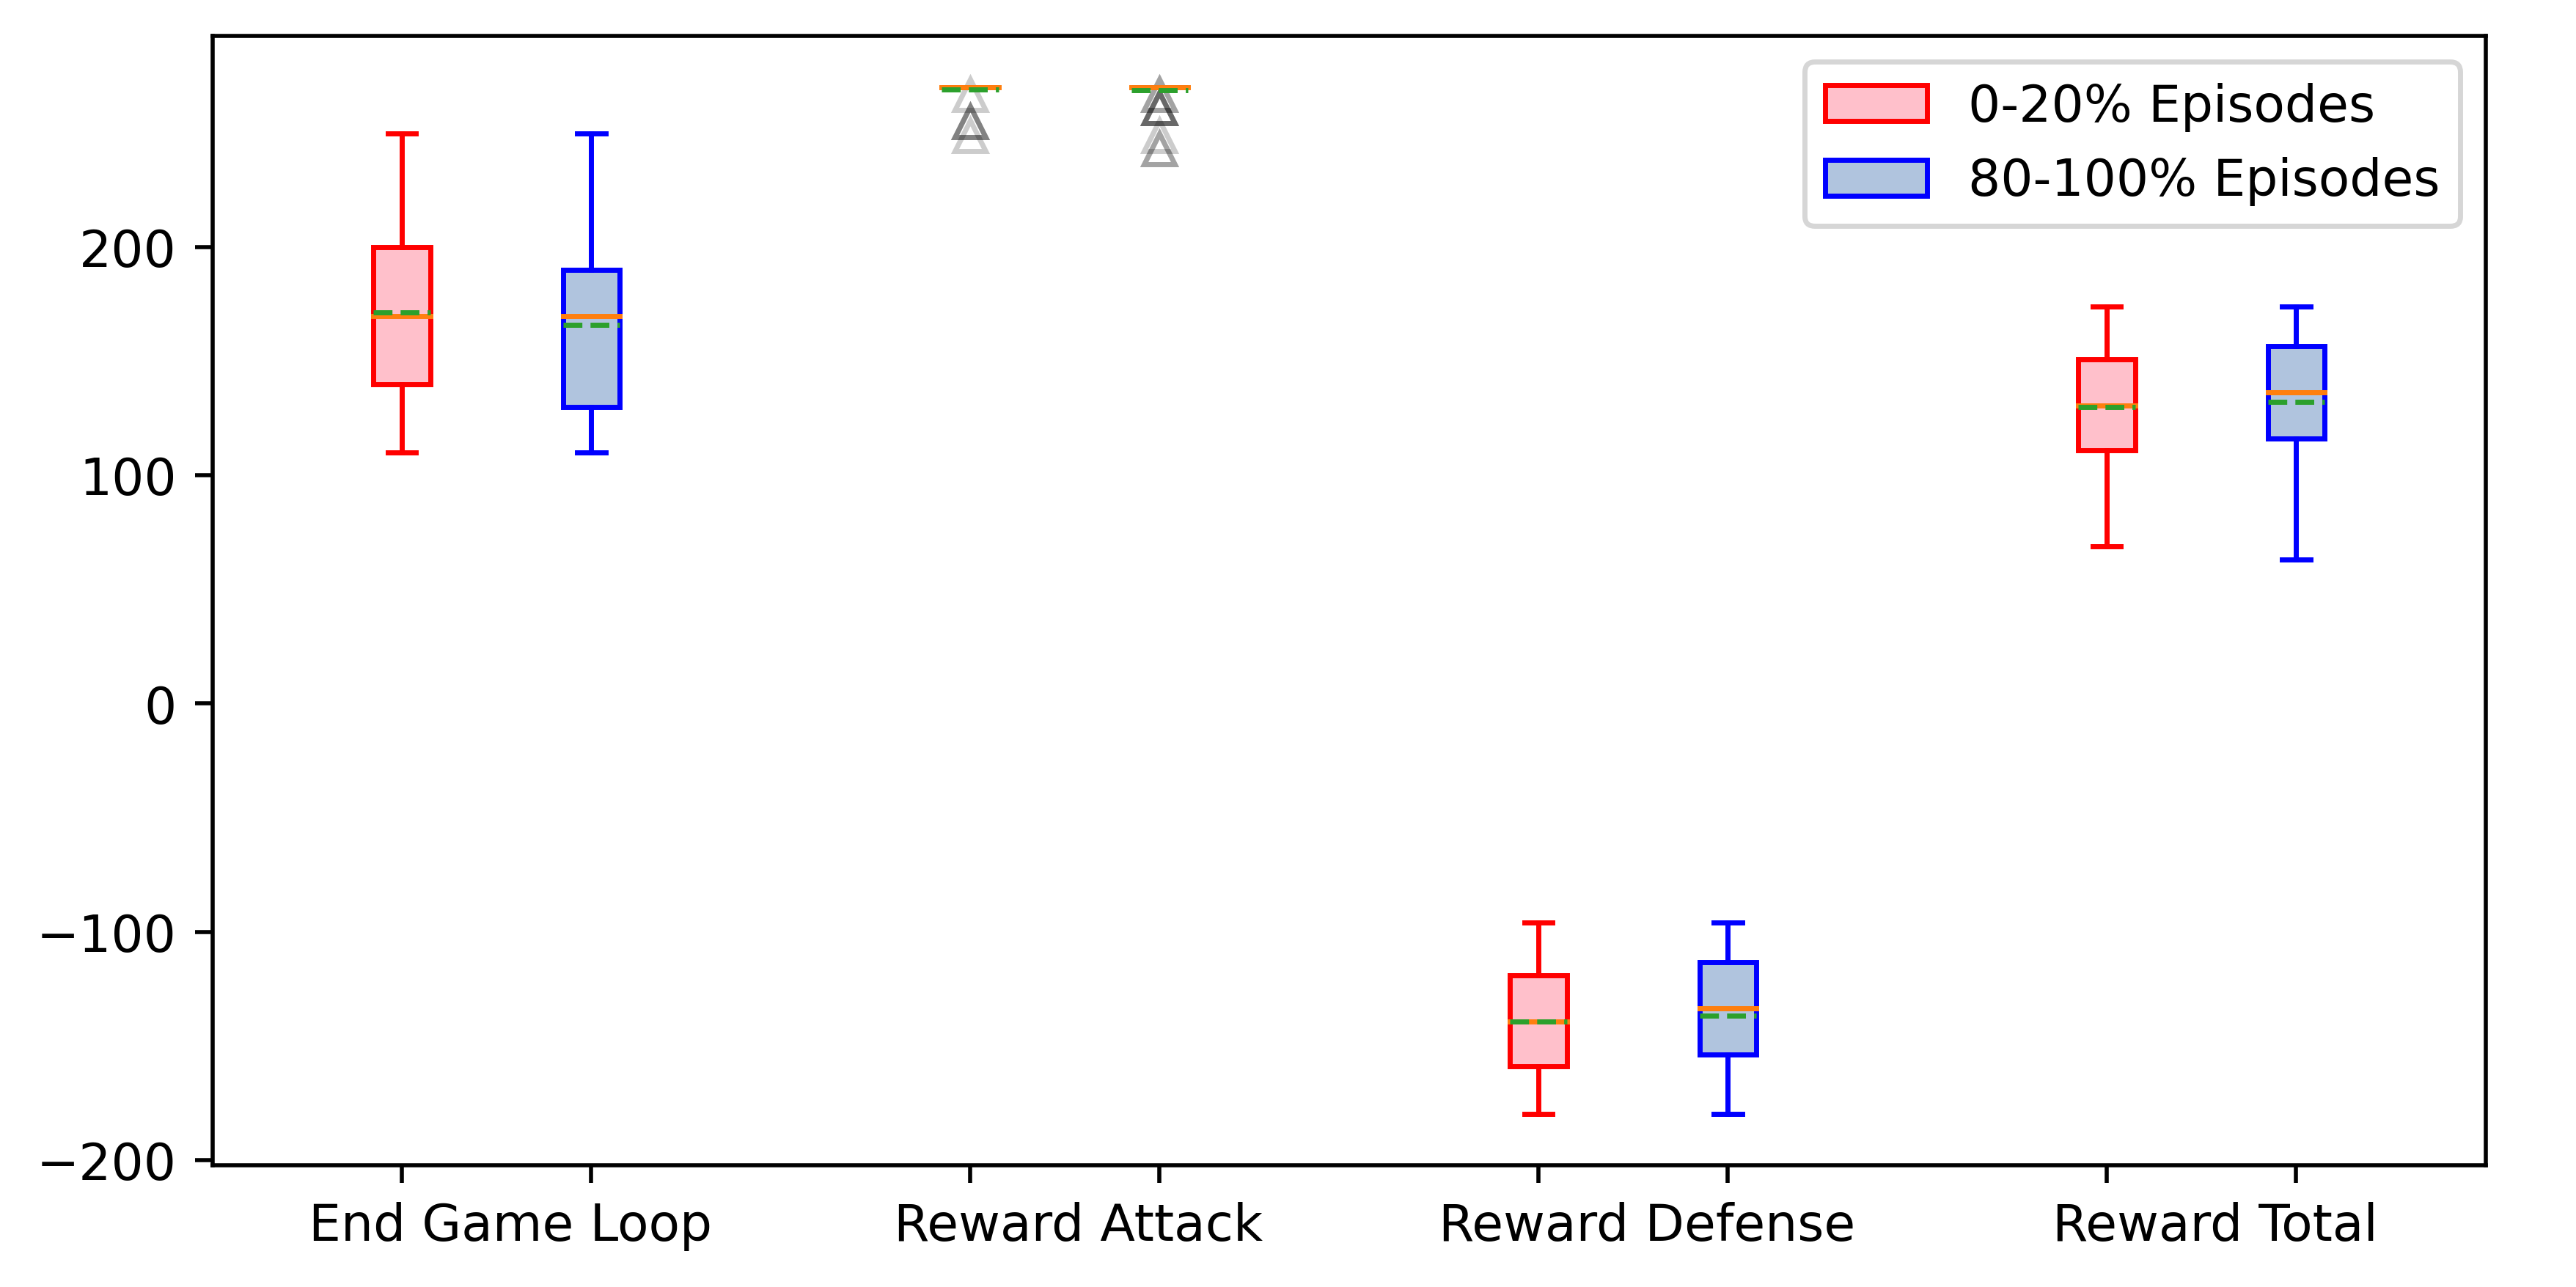 0-20% Episodes
80-100% Episodes
200
100
0
−100
−200
End Game Loop
Reward Attack
Reward Defense
Reward Total